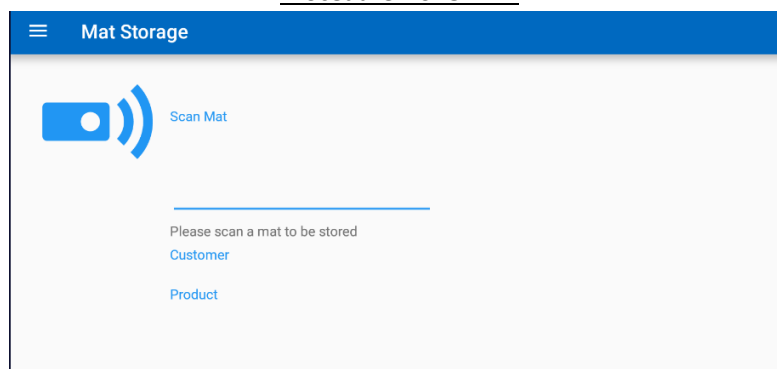 Mat Storage
Scan Mat
Please scan a mat to be stored
Customer
Product